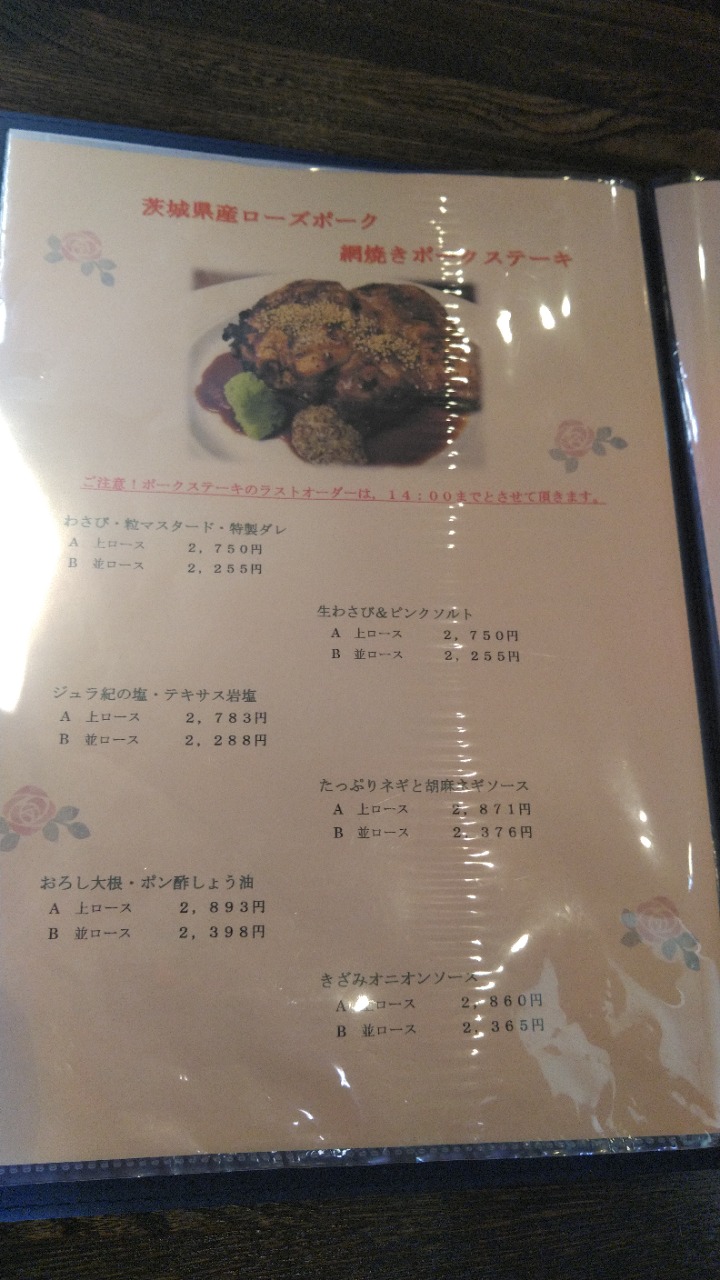 茨城県産ローズポーク
網焼きポークステーキ
ご注意！ポークステーキのラストオーダーは，１４：００までとさせて頂きます。
わさび・粒マスタード・特製ダレ
A　上ロース　２，７５０円
B　並ロース　２，２５５円
生わさび＆ピンクソルト
A　上ロース　２，７５０円
B　並ロース　２，２５５円
ジュラ紀の塩・テキサス岩塩
A　上ロース　２，７８３円
B　並ロース　２，２８８円
たっぷりネギと胡麻ネギソース
A　上ロース　２，８７１円
B　並ロース　２，３７６円
おろし大根・ポン酢しょう油
A　上ロース　２，８９３円
B　並ロース　２，３９８円
きざみオニオンソース
A　上ロース　２，８６０円
B　並ロース　２，３６５円